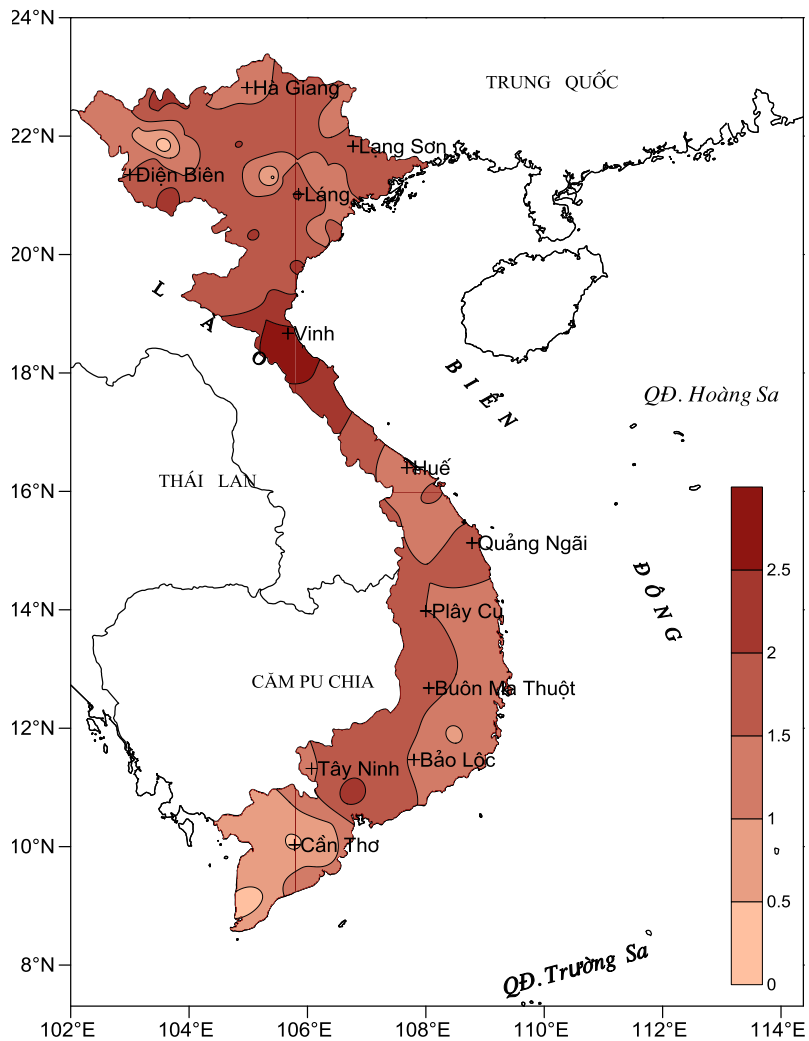 24°N
TRUNG QUỐC
Hà Giang
22°N
Lạng Sơn
Điện Biên
Láng
20°N
L A O
Vinh
18°N
BIỂN
QĐ. Hoàng Sa
Huế
THÁI LAN
16°N
Quảng Ngãi
2.5
ĐÔNG
14°N
Plây Cu
2
CĂM PU CHIA
Buôn Ma Thuột
12°N
1.5
Bảo Lộc
Tây Ninh
1
10°N
Cần Thơ
0.5
8°N
QĐ. Trường Sa
0
102°E 104°E 106°E 108°E 110°E 112°E 114°E